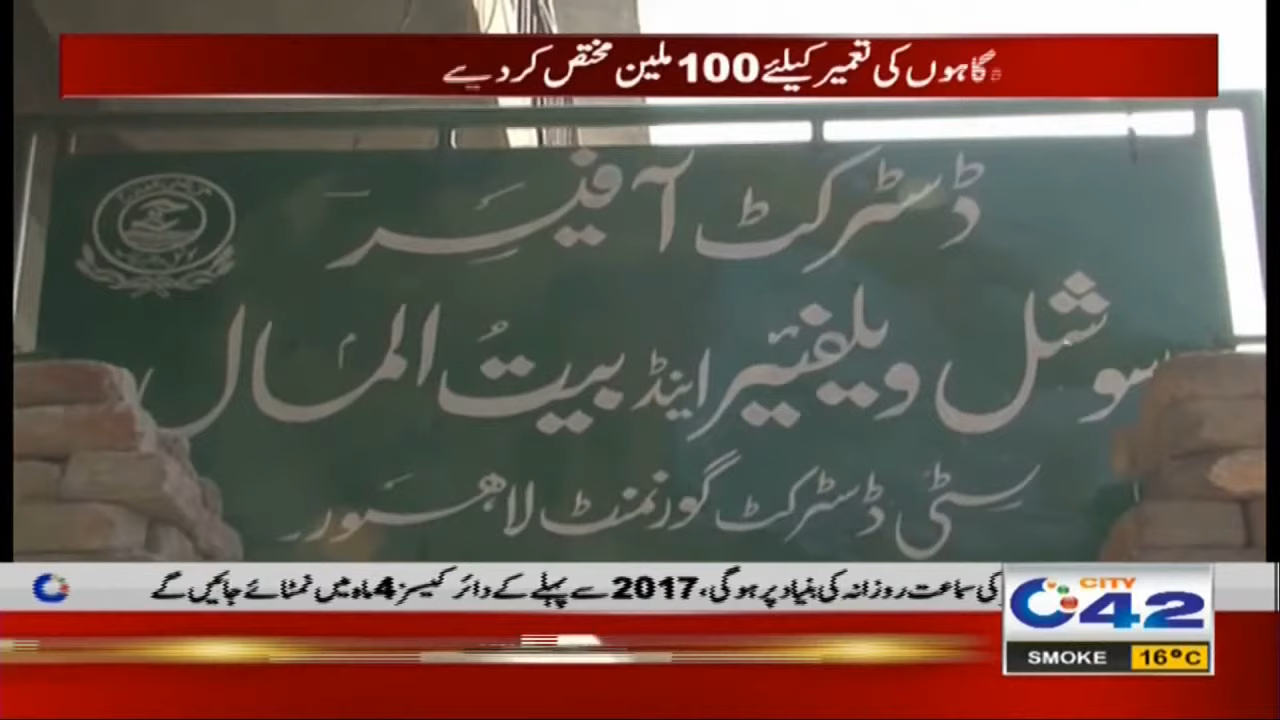 گاہوں کی تعمیر کیلئے 100 ملین مختص کر دیے
ڈسٹرکٹ آفیسر
سوشل ویلفیئر اینڈ بیت المال
سٹی ڈسٹرکٹ گورنمنٹ لاہور
کی سماعت روزانہ کی بنیاد پر ہوگی، 2017 سے پہلے کے دائر کیسز 4 ماہ میں نمٹائے جائیں گے
CITY
42
SMOKE 16°C